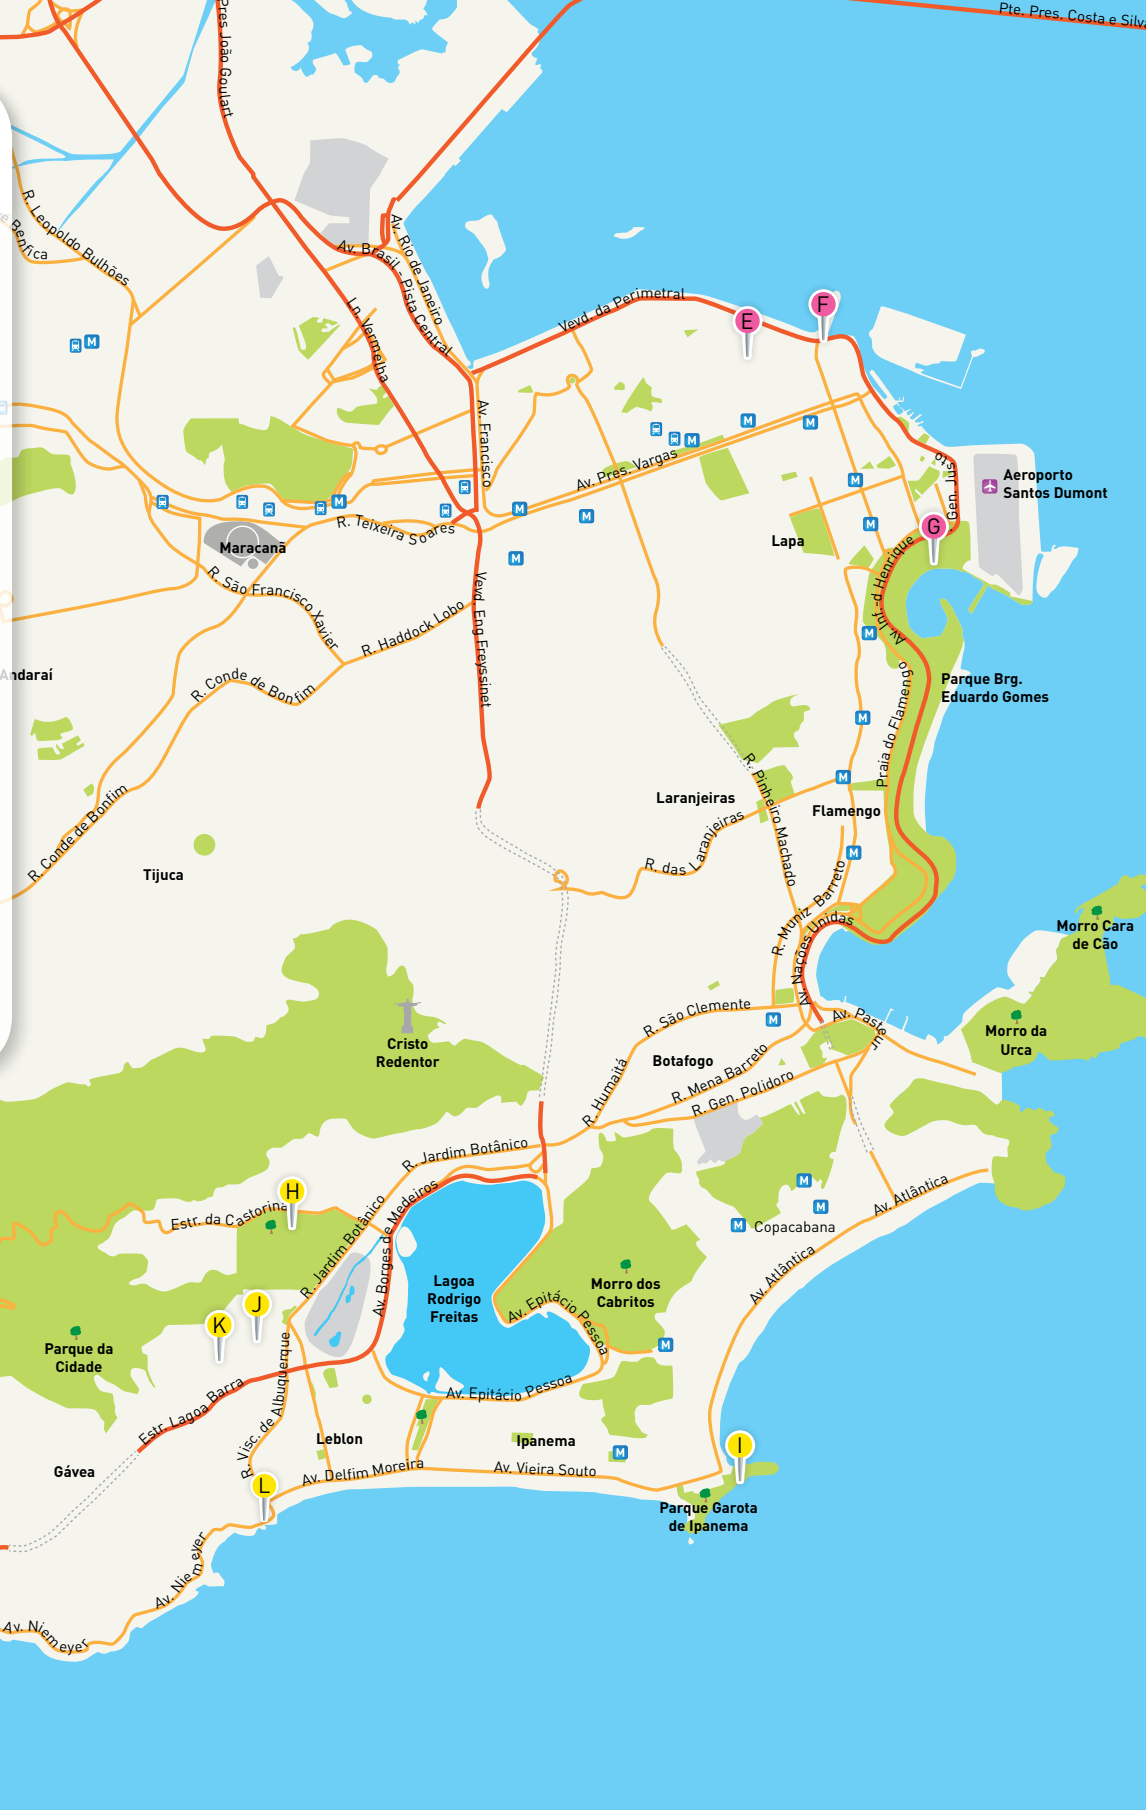 Pte. Pres. Costa e Silva
Pres João Goulart
R. Leopoldo Bulhões
Benfica
Av. Rio de Janeiro
Av. Brasil - Pista Central
Ln. Vermelha
Vevd. da Perimetral
E
F
M
Av. Francisco
Av. Pres. Vargas
M
M
M
Gen. Justo
Aeroporto
Santos Dumont
M
M
M
M
M
G
R. Teixeira Soares
Lapa
Maracanã
M
Av. Inf.-d Henrique
R. São Francisco Xavier
Vevd. Eng Freyssinet
R. Haddock Lobo
M
Andaraí
R. Conde de Bonfim
Parque Brg.
Eduardo Gomes
Praia do Flamengo
M
R. Pinheiro Machado
M
Laranjeiras
Flamengo
R. Conde de Bonfim
R. das Laranjeiras
M
Tijuca
R. Muniz Barreto
Av. Nações Unidas
Morro Cara
de Cão
R. São Clemente
M
Av. Pasteur
Morro da
Urca
Cristo
Redentor
Botafogo
R. Mena Barreto
R. Humaitá
R. Gen. Polidoro
R. Jardim Botânico
M
H
Av. Borges de Medeiros
Av. Atlântica
M
Estr. da Castorina
R. Jardim Botânico
M
Copacabana
Lagoa
Rodrigo
Freitas
Morro dos
Cabritos
Av. Atlântica
J
K
Av. Epitácio Pessoa
Parque da
Cidade
M
Av. Epitácio Pessoa
Estr. Lagoa Barra
R. Visc. de Albuquerque
Leblon
Ipanema
I
M
Gávea
Av. Delfim Moreira
Av. Vieira Souto
L
Parque Garota
de Ipanema
Av. Niemeyer
Av. Niemeyer